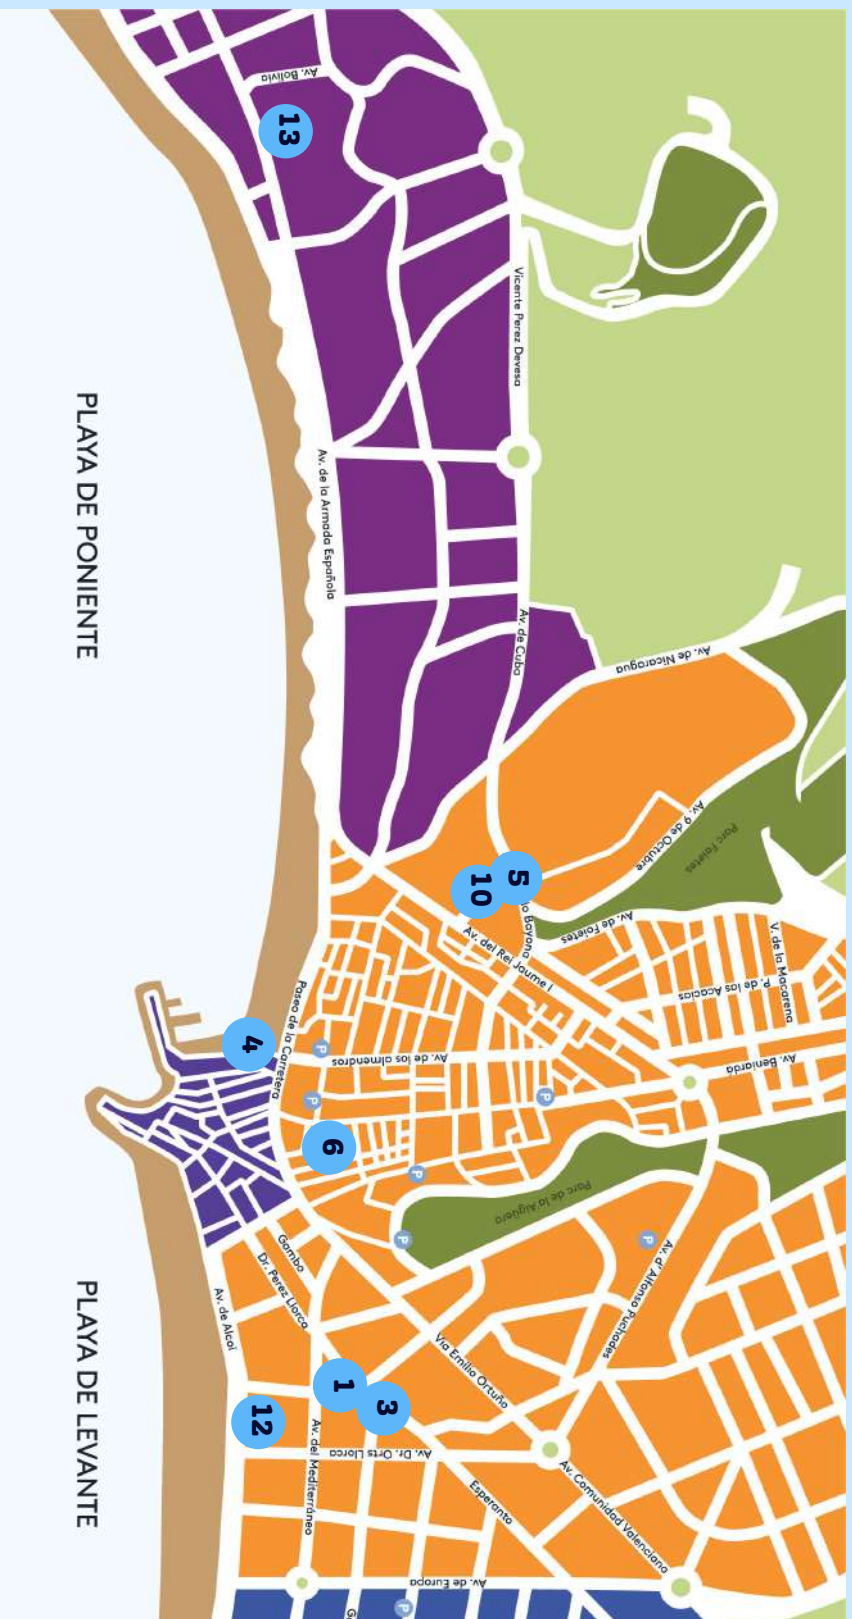 Av. Bolivia
13
Vicente Perez Devesa
PLAYA DE PONIENTE
Av. de la Armada Española
Av. de Cuba
Av. de Nicaragua
Av. 9 de Octubre
Parc Foietes
5
10
Bayona
Av. de Foietes
V. de la Macarena
Av. del Rei Jaume I
P. de las Acacias
Paseo de la Carretera
4
P
Av. de los almendros
Av. Beniardá
P
P
6
P
Parc de la Aigüera
P
P
Gambo
Dr. Perez Llorca
Av. d'Alfonso Puchades
Av. de Alcoi
PLAYA DE LEVANTE
Via Emilio Ortuño
1
3
12
Av. del Mediterráneo
Av. Dr. Orts Llorca
Esperanto
Av. Comunidad Valenciana
Av. de Europa
P
G